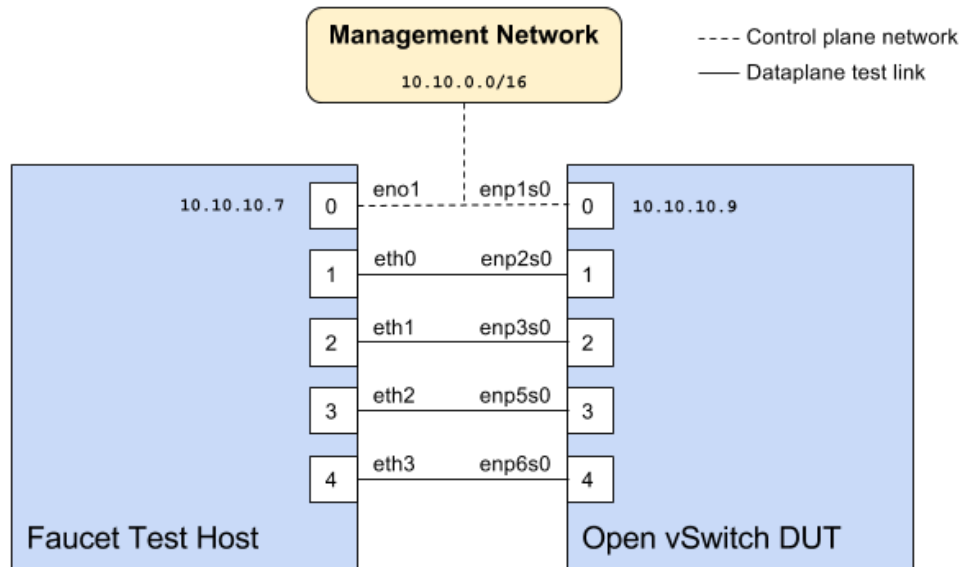 Management Network
10.10.0.0/16
---- Control plane network
Dataplane test link
eno1 enp1s0
10.10.10.7 0 0 10.10.10.9
eth0 enp2s0
1 1
eth1 enp3s0
2 2
eth2 enp5s0
3 3
eth3 enp6s0
4 4
Faucet Test Host Open vSwitch DUT